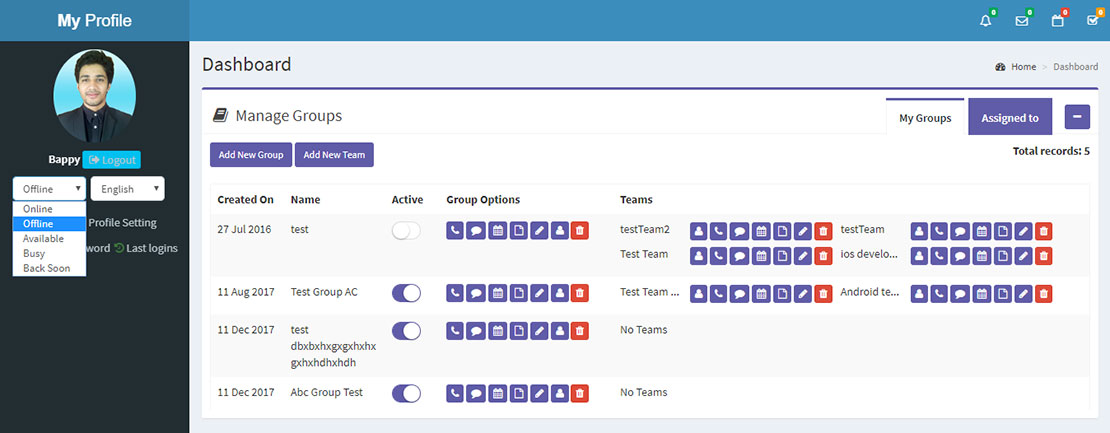 My Profile
0 0 0 0
Bappy Logout
Offline English
Online
Offline
Available
Busy
Back Soon
Profile Setting
word Last logins
Dashboard
Home > Dashboard
Manage Groups
My Groups Assigned to
Add New Group Add New Team
Total records: 5
Created On Name Active Group Options Teams
27 Jul 2016 test testTeam2 testTeam
Test Team ios develo...
11 Aug 2017 Test Group AC Test Team ... Android te...
11 Dec 2017 test No Teams
dbxbxhxgxgxhxhx
gxhxhdhxhdh
11 Dec 2017 Abc Group Test No Teams